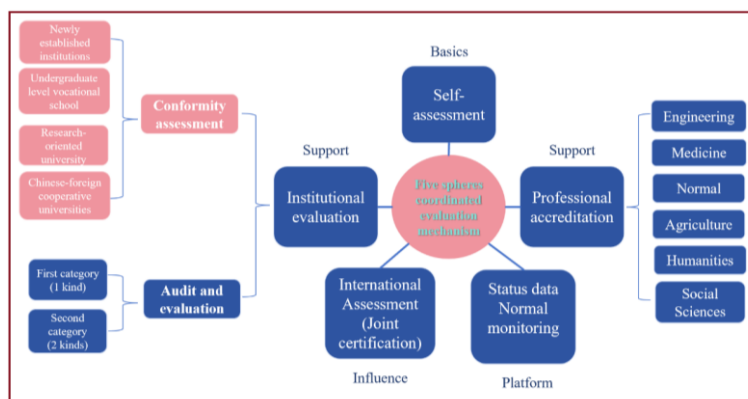 Newly
established
institutions
Undergraduate
level vocational
school
Research-
oriented
university
Chinese-foreign
cooperative
universities
Conformity
assessment
First category
(1 kind)
Second
category
(2 kinds)
Audit and
evaluation
Support
Institutional
evaluation
Basics
Self-
assessment
Five spheres
coordinated
evaluation
mechanism
International
Assessment
(Joint
certification)
Influence
Status data
Normal
monitoring
Platform
Support
Professional
accreditation
Engineering
Medicine
Normal
Agriculture
Humanities
Social
Sciences